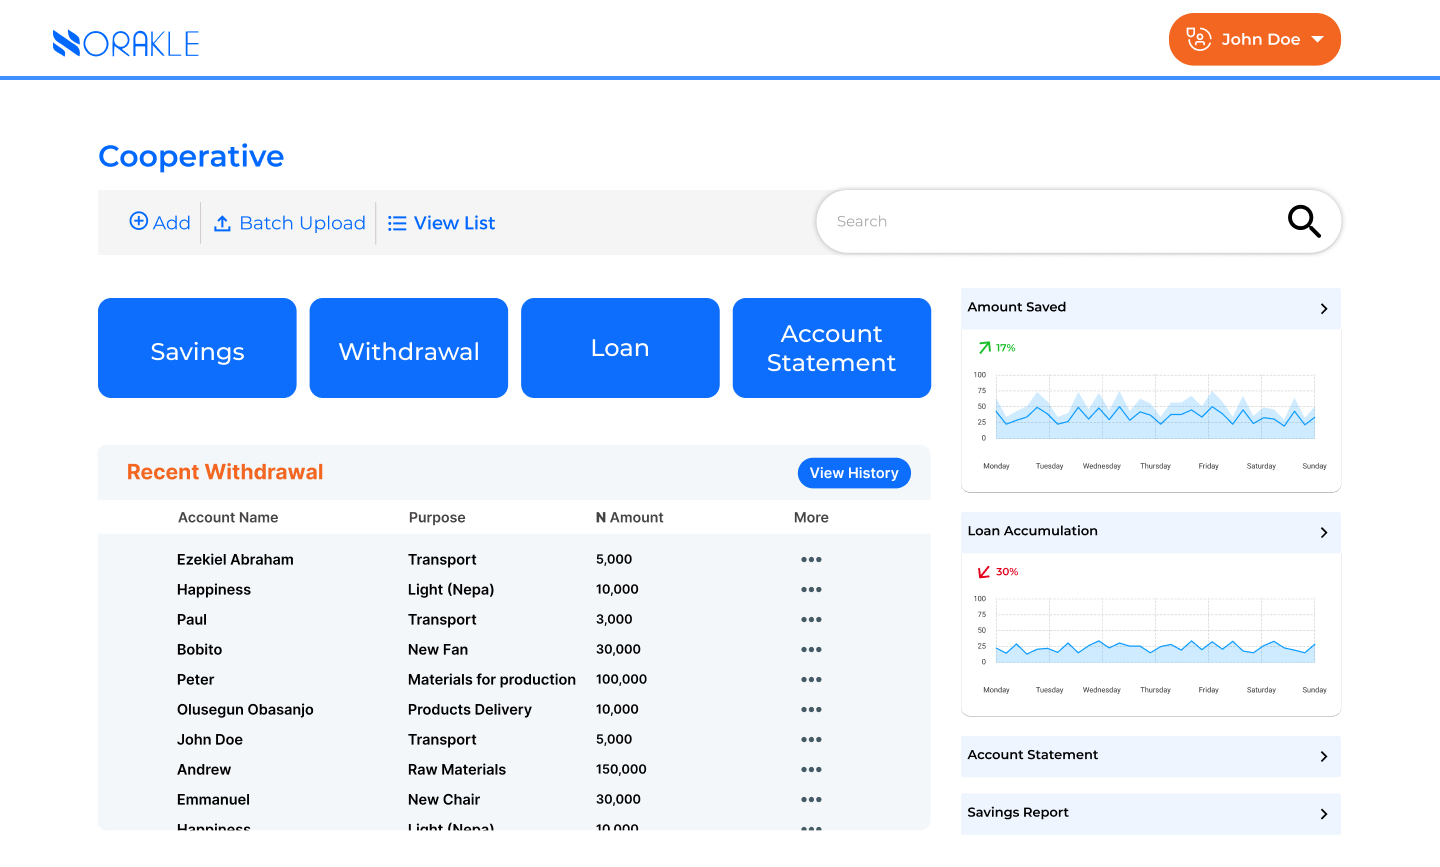 ORAKLE
John Doe
Cooperative
Add
Batch Upload
View List
Search
Savings
Withdrawal
Loan
Account
Statement
Recent Withdrawal
View History
Account Name Purpose N Amount More
Ezekiel Abraham Transport 5,000
Happiness Light (Nepa) 10,000
Paul Transport 3,000
Bobito New Fan 30,000
Peter Materials for production 100,000
Olusegun Obasanjo Products Delivery 10,000
John Doe Transport 5,000
Andrew Raw Materials 150,000
Emmanuel New Chair 30,000
Happiness Light (Nepa) 10,000
Amount Saved
17%
100
75
50
25
0
Monday Tuesday Wednesday Thursday Friday Saturday Sunday
Loan Accumulation
30%
100
75
50
25
0
Monday Tuesday Wednesday Thursday Friday Saturday Sunday
Account Statement
Savings Report